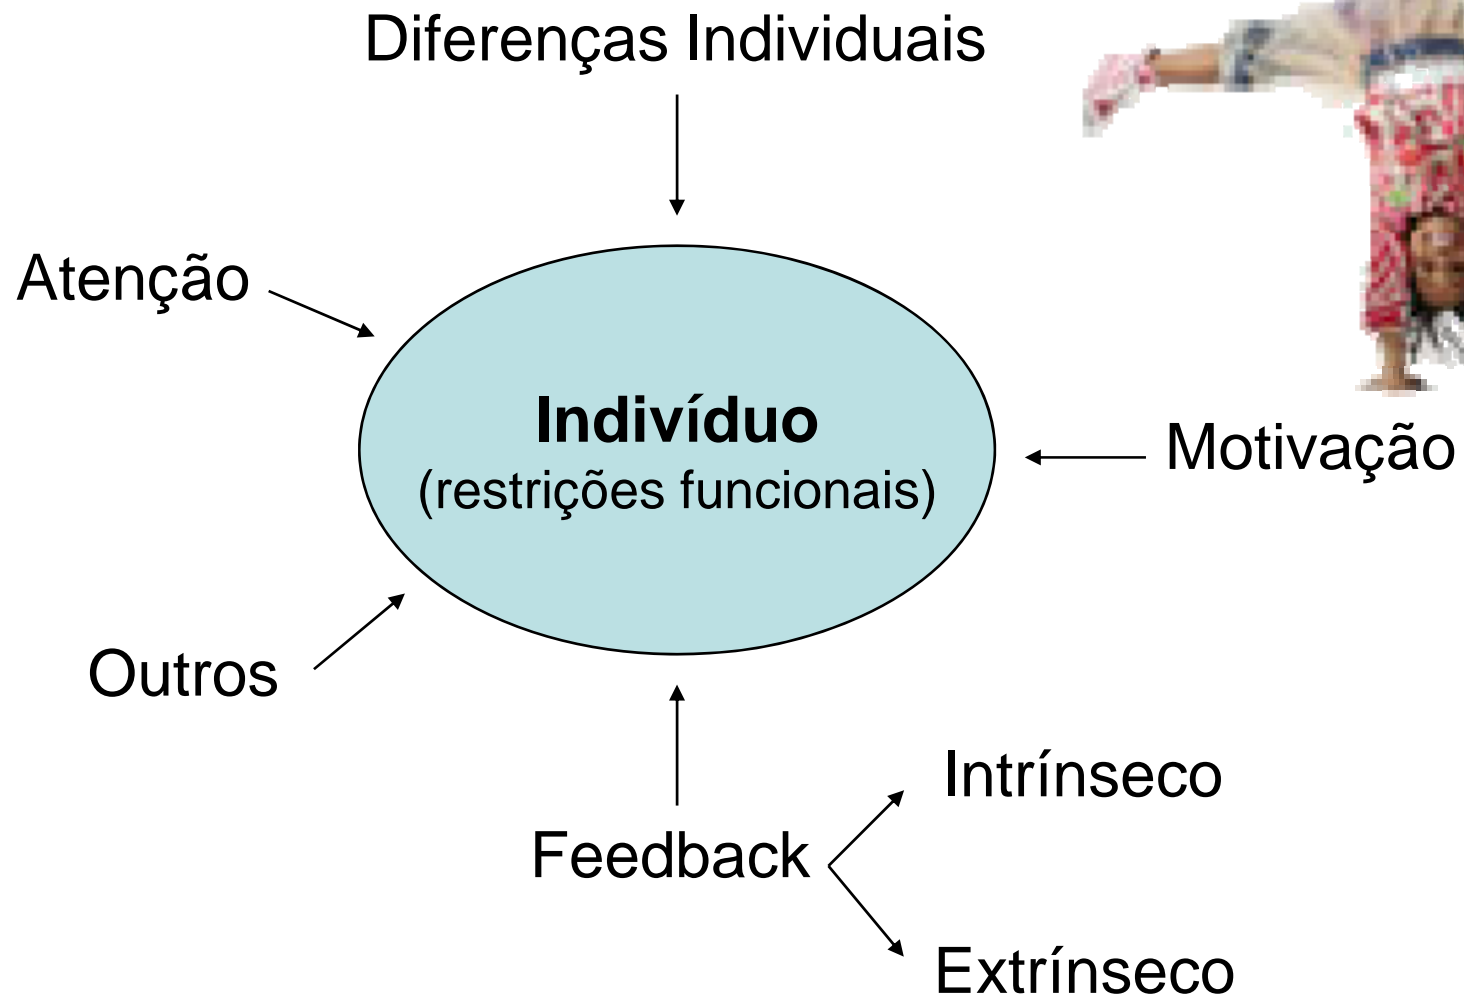 Diferenças Individuais
Atenção
Indivíduo
(restrições funcionais)
Motivação
Outros
Intrínseco
Feedback
Extrínseco